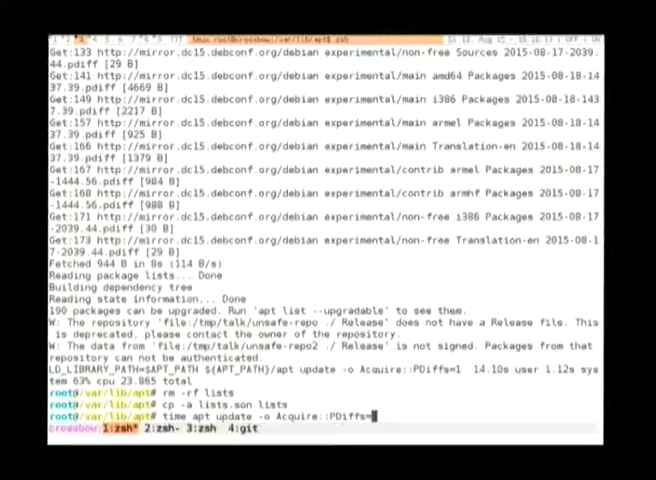 Get:133 http://mirror.dc15.debconf.org/debian experimental/non-free Sources 2015-08-17-2039.
44.pdiff [29 B]
Get:141 http://mirror.dc15.debconf.org/debian experimental/main amd64 Packages 2015-08-18-14
37.39.pdiff [4669 B]
Get:149 http://mirror.dc15.debconf.org/debian experimental/main i386 Packages 2015-08-18-143
7.39.pdiff [2217 B]
Get:157 http://mirror.dc15.debconf.org/debian experimental/main armel Packages 2015-08-18-14
37.39.pdiff [925 B]
Get:166 http://mirror.dc15.debconf.org/debian experimental/main Translation-en 2015-08-18-14
37.39.pdiff [1379 B]
Get:167 http://mirror.dc15.debconf.org/debian experimental/contrib armel Packages 2015-08-17
-1444.56.pdiff [984 B]
Get:168 http://mirror.dc15.debconf.org/debian experimental/contrib armhf Packages 2015-08-17
-1444.56.pdiff [988 B]
Get:171 http://mirror.dc15.debconf.org/debian experimental/non-free i386 Packages 2015-08-17
-2039.44.pdiff [30 B]
Get:173 http://mirror.dc15.debconf.org/debian experimental/non-free Translation-en 2015-08-1
7-2039.44.pdiff [29 B]
Fetched 944 B in 8s (114 B/s)
Reading package lists... Done
Building dependency tree
Reading state information... Done
190 packages can be upgraded. Run 'apt list --upgradable' to see them.
W: The repository 'file:/tmp/talk/unsafe-repo ./ Release' does not have a Release file. This
is deprecated, please contact the owner of the repository.
W: The data from 'file:/tmp/talk/unsafe-repo2 ./ Release' is not signed. Packages from that
repository can not be authenticated.
LD_LIBRARY_PATH=$APT_PATH ${APT_PATH}/apt update -o Acquire::PDiffs=1 14.10s user 1.12s sys
tem 63% cpu 23.865 total
root@/var/lib/apt# rm -rf lists
root@/var/lib/apt# cp -a lists.son lists
root@/var/lib/apt# time apt update -o Acquire::PDiffs=
crossbow 1:zsh* 2:zsh- 3:zsh 4:git